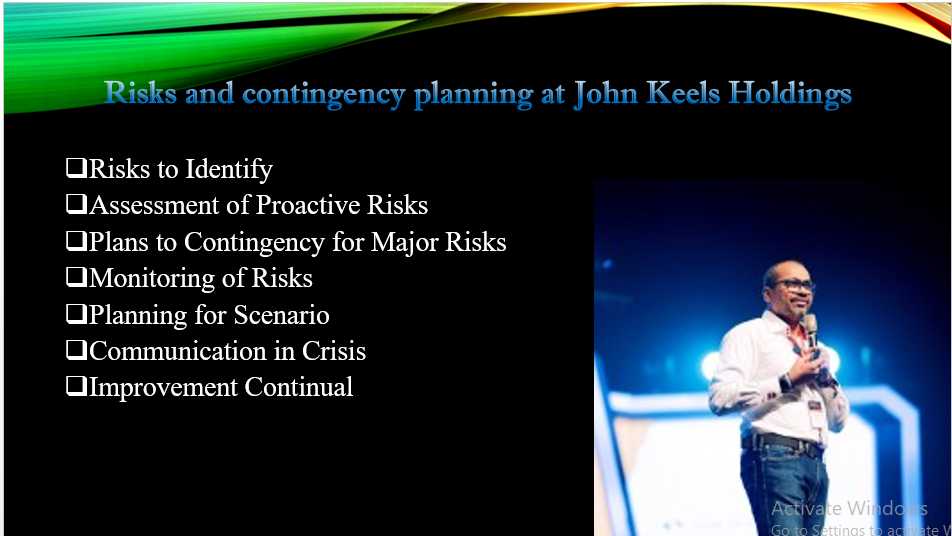 Risks and contingency planning at John Keels Holdings
❑Risks to Identify
❑Assessment of Proactive Risks
❑Plans to Contingency for Major Risks
❑Monitoring of Risks
❑Planning for Scenario
❑Communication in Crisis
❑Improvement Continual
Activate Windows
Go to Settings to activate W